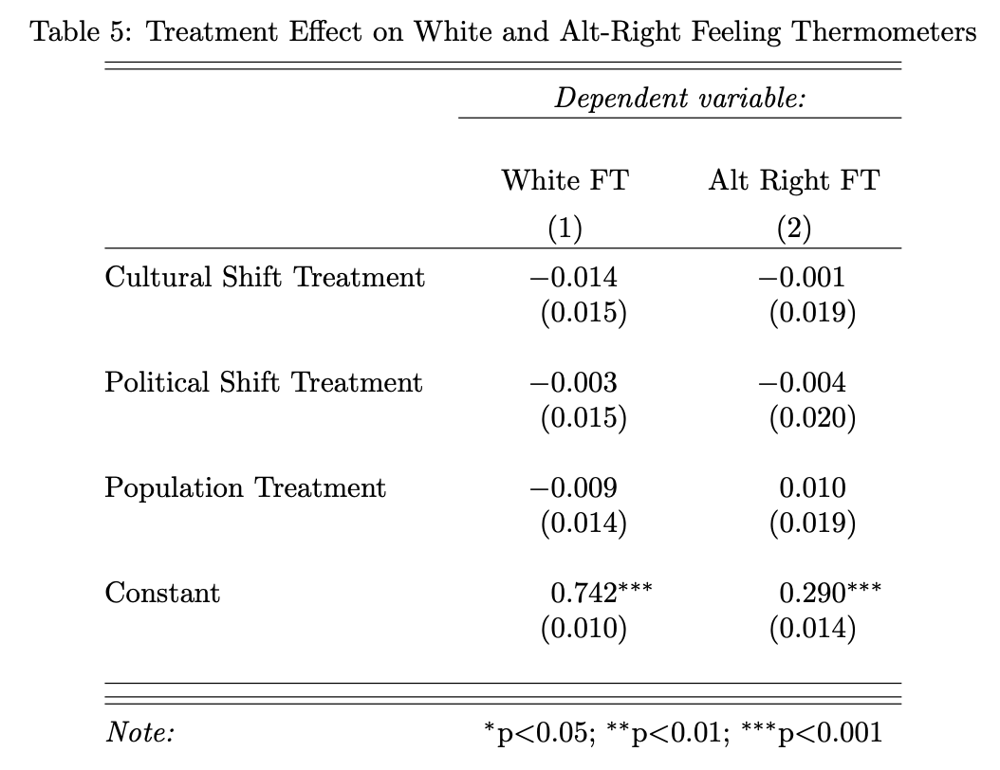 Table 5: Treatment Effect on White and Alt-Right Feeling Thermometers
Dependent variable:
White FT Alt Right FT
(1) (2)
Cultural Shift Treatment −0.014 −0.001
(0.015) (0.019)
Political Shift Treatment −0.003 −0.004
(0.015) (0.020)
Population Treatment −0.009 0.010
(0.014) (0.019)
Constant 0.742*** 0.290***
(0.010) (0.014)
Note: *p<0.05; **p<0.01; ***p<0.001